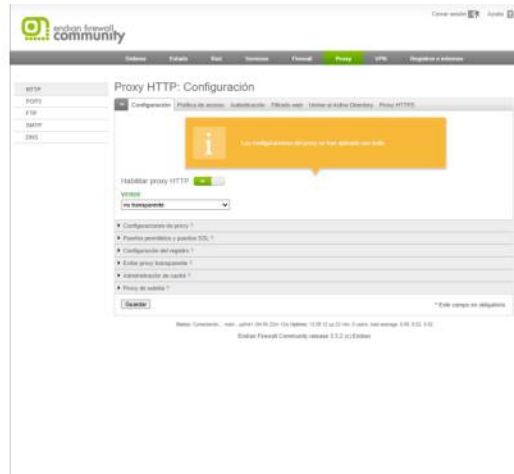 Cerrar sesión Ayuda
endian firewall
community
Sistema Estado Red Servicios Firewall Proxy VPN Registros e informes
HTTP
POP3
FTP
SMTP
DNS
Proxy HTTP: Configuración
Configuración Política de acceso Autenticación Filtrado web Unirse al Active Directory Proxy HTTPS
Las configuraciones de proxy se han aplicado con éxito
Habilitar proxy HTTP
VERDE
no transparente
Configuraciones de proxy ?
Puertos permitidos y puertos SSL ?
Configuración del registro ?
Evitar proxy transparente ?
Administración de caché ?
Proxy de subida ?
Guardar
* Este campo es obligatorio
Status: Conectando... main
Endian Firewall Community release 3.3.2 (c) Endian